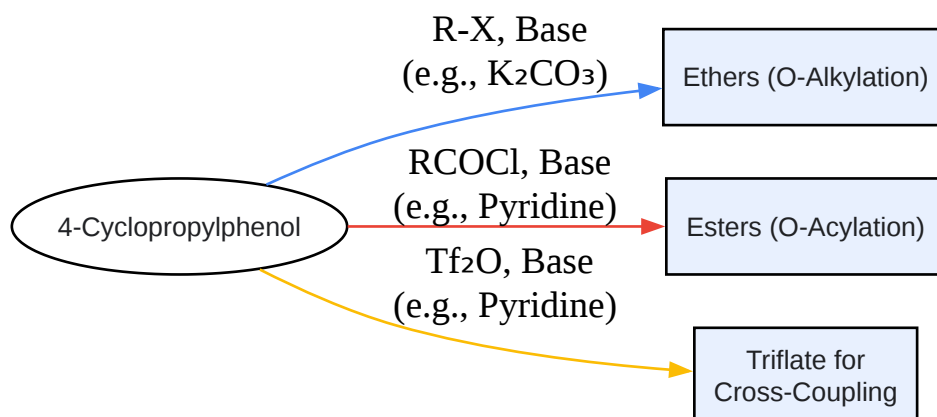 R-X, Base
(e.g., K₂CO₃)
Ethers (O-Alkylation)
RCOCl, Base
(e.g., Pyridine)
4-Cyclopropylphenol
Esters (O-Acylation)
Tf₂O, Base
(e.g., Pyridine)
Triflate for
Cross-Coupling